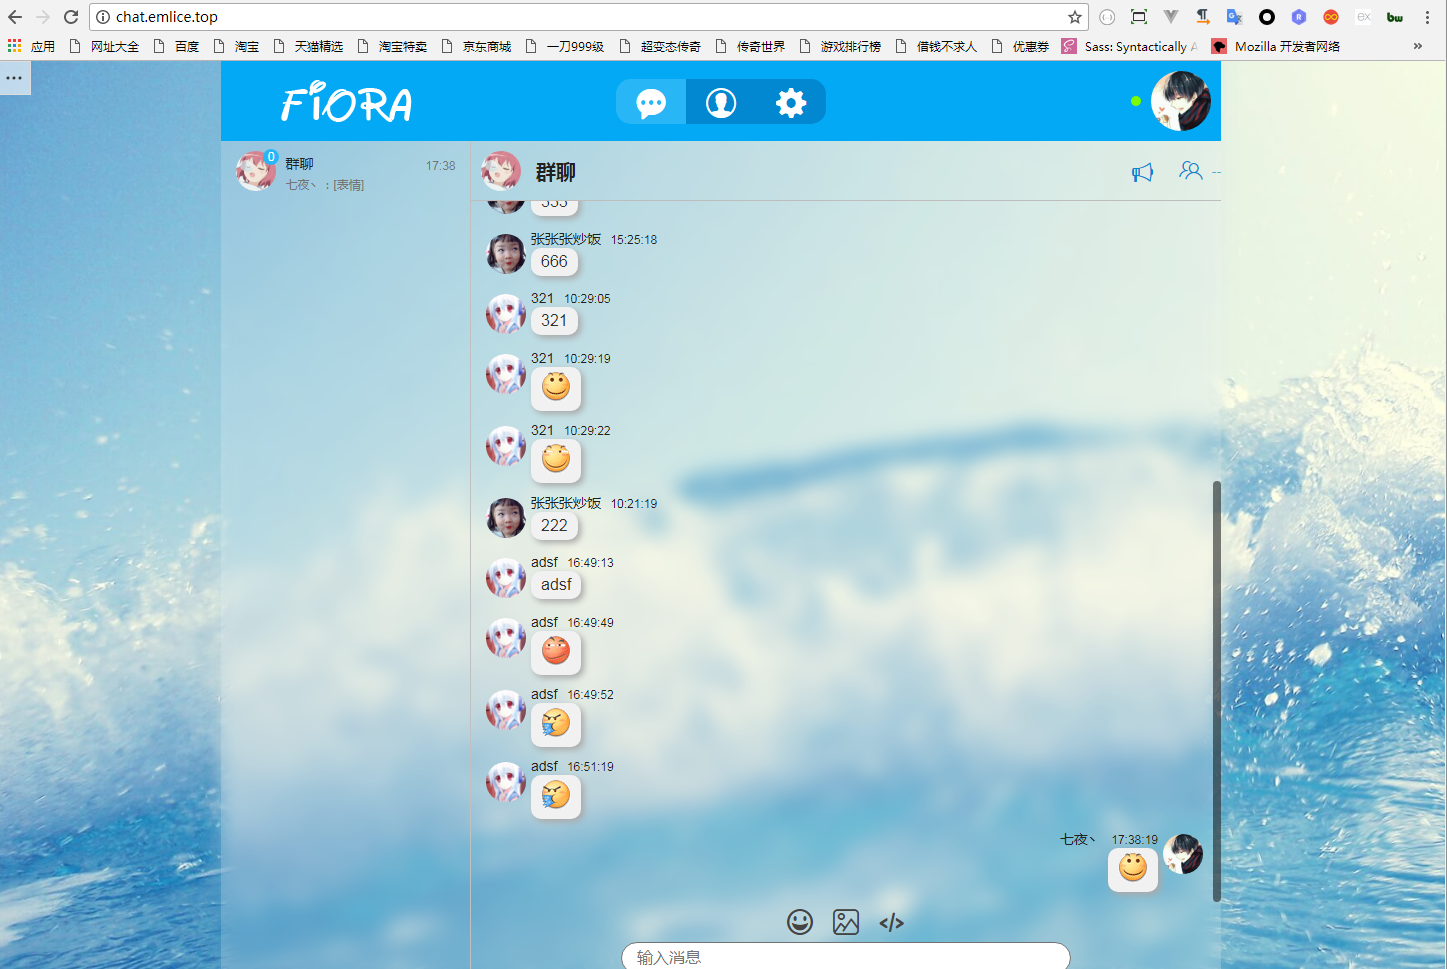 chat.emlice.top
应用 网址大全 百度 淘宝 天猫精选 淘宝特卖 京东商城 一刀999级 超变态传奇 传奇世界 游戏排行榜 借钱不求人 优惠券 Sass: Syntactically A Mozilla 开发者网络 »
FiORA
0
群聊 17:38
七夜丶 : [表情]
群聊
--
333
张张张炒饭 15:25:18
666
321 10:29:05
321
321 10:29:19
321 10:29:22
张张张炒饭 10:21:19
222
adsf 16:49:13
adsf
adsf 16:49:49
adsf 16:49:52
adsf 16:51:19
七夜丶 17:38:19
</>
输入消息